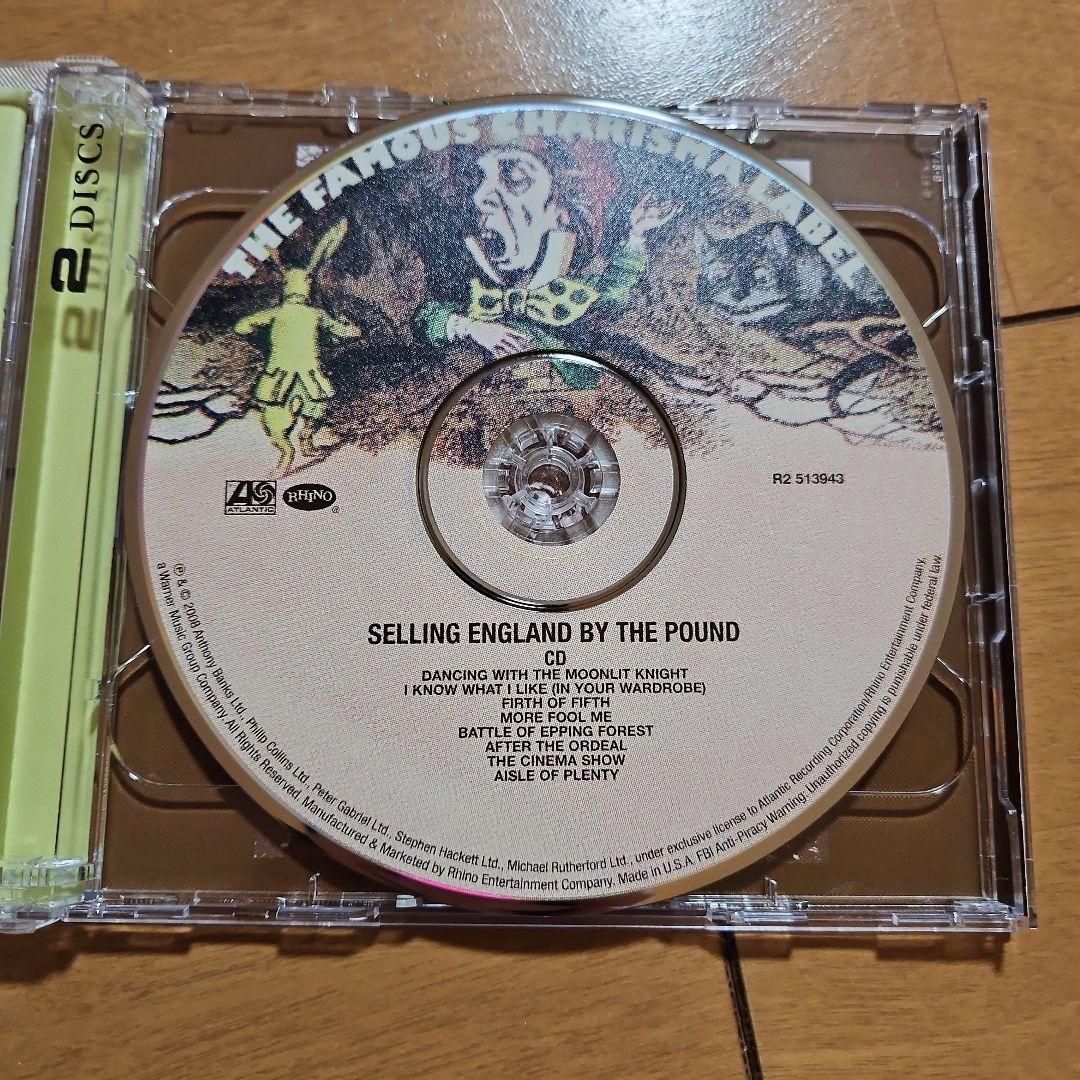 2 DISCS
THE FAMOUS CHARISMA LABEL
ATLANTIC
RHINO
R2 513943
SELLING ENGLAND BY THE POUND
CD
DANCING WITH THE MOONLIT KNIGHT
I KNOW WHAT I LIKE (IN YOUR WARDROBE)
FIRTH OF FIFTH
MORE FOOL ME
BATTLE OF EPPING FOREST
AFTER THE ORDEAL
THE CINEMA SHOW
AISLE OF PLENTY
℗ & © 2008 Anthony Banks Ltd., Philip Collins Ltd., Peter Gabriel Ltd., Stephen Hackett Ltd., Michael Rutherford Ltd., under exclusive license to Atlantic Recording Corporation/Rhino Entertainment Company,
a Warner Music Group Company. All Rights Reserved. Manufactured & Marketed by Rhino Entertainment Company. Made in U.S.A. FBI Anti-Piracy Warning: Unauthorized copying is punishable under federal law.